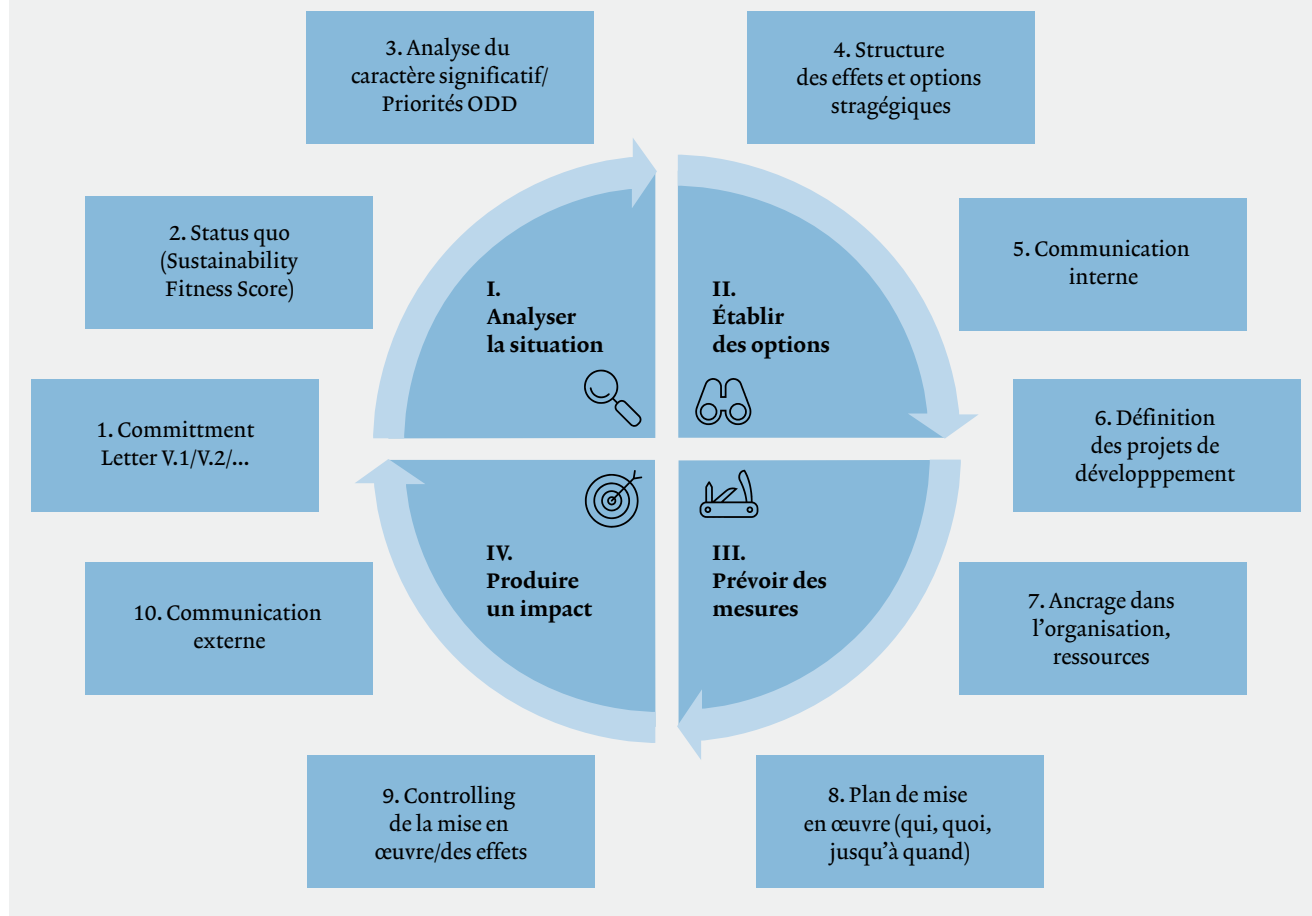 3. Analyse du
caractère significatif/
Priorités ODD
4. Structure
des effets et options
stragégiques
2. Status quo
(Sustainability
Fitness Score)
5. Communication
interne
I.
Analyser
la situation
II.
Établir
des options
1. Committment
Letter V.1/V.2/...
6. Définition
des projets de
développpement
IV.
Produire
un impact
III.
Prévoir des
mesures
10. Communication
externe
7. Ancrage dans
l’organisation,
ressources
9. Controlling
de la mise en
œuvre/des effets
8. Plan de mise
en œuvre (qui, quoi,
jusqu’à quand)